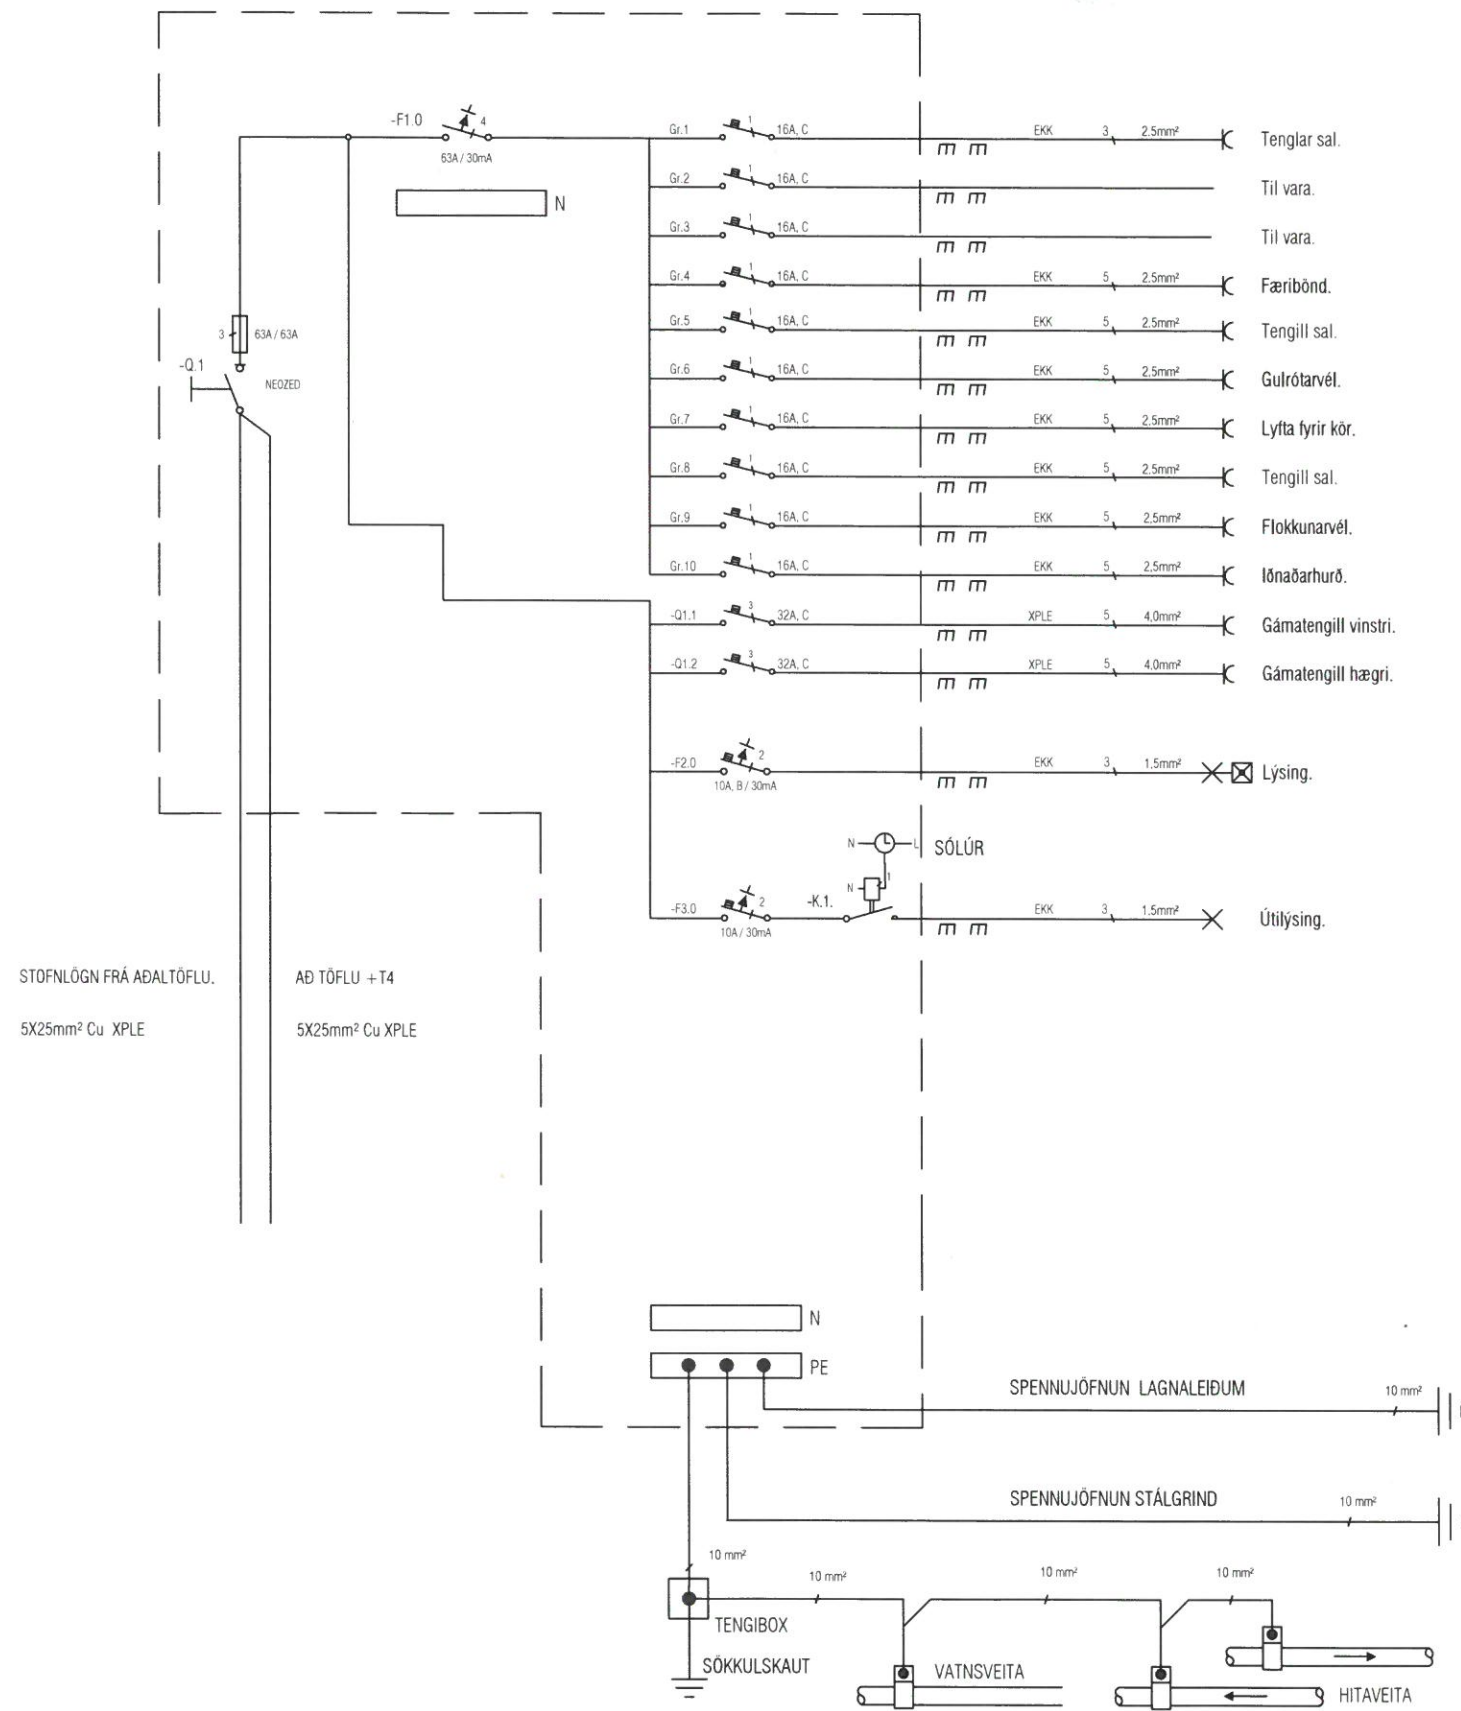 -F1.0 4
63A / 30mA
N
Gr.1 1 16A, C EKK 3 2.5mm² Tenglar sal.
Gr.2 1 16A, C Til vara.
Gr.3 1 16A, C Til vara.
Gr.4 1 16A, C EKK 5 2.5mm² Færibönd.
Gr.5 1 16A, C EKK 5 2.5mm² Tengill sal.
Gr.6 1 16A, C EKK 5 2.5mm² Gulrótarvél.
Gr.7 1 16A, C EKK 5 2.5mm² Lyfta fyrir kör.
Gr.8 1 16A, C EKK 5 2.5mm² Tengill sal.
Gr.9 1 16A, C EKK 5 2,5mm² Flokkunarvél.
Gr.10 1 16A, C EKK 5 2,5mm² Iðnaðarhurð.
-Q1.1 3 32A, C XPLE 5 4,0mm² Gámatengill vinstri.
-Q1.2 3 32A, C XPLE 5 4.0mm² Gámatengill hægri.
3 63A / 63A
-Q.1
NEOZED
-F2.0 2 EKK 3 1,5mm² Lýsing.
10A, B / 30mA
N L SÓLÚR
N 1
-F3.0 2 -K.1. EKK 3 1,5mm² Útilýsing.
10A / 30mA
STOFNLÖGN FRÁ AÐALTÖFLU.
5X25mm² Cu XPLE
AÐ TÖFLU +T4
5X25mm² Cu XPLE
N
PE
SPENNUJÖFNUN LAGNALEIÐUM 10 mm²
SPENNUJÖFNUN STÁLGRIND 10 mm²
10 mm²
10 mm² 10 mm² 10 mm²
TENGIBOX
SÖKKULSKAUT
VATNSVEITA
HITAVEITA